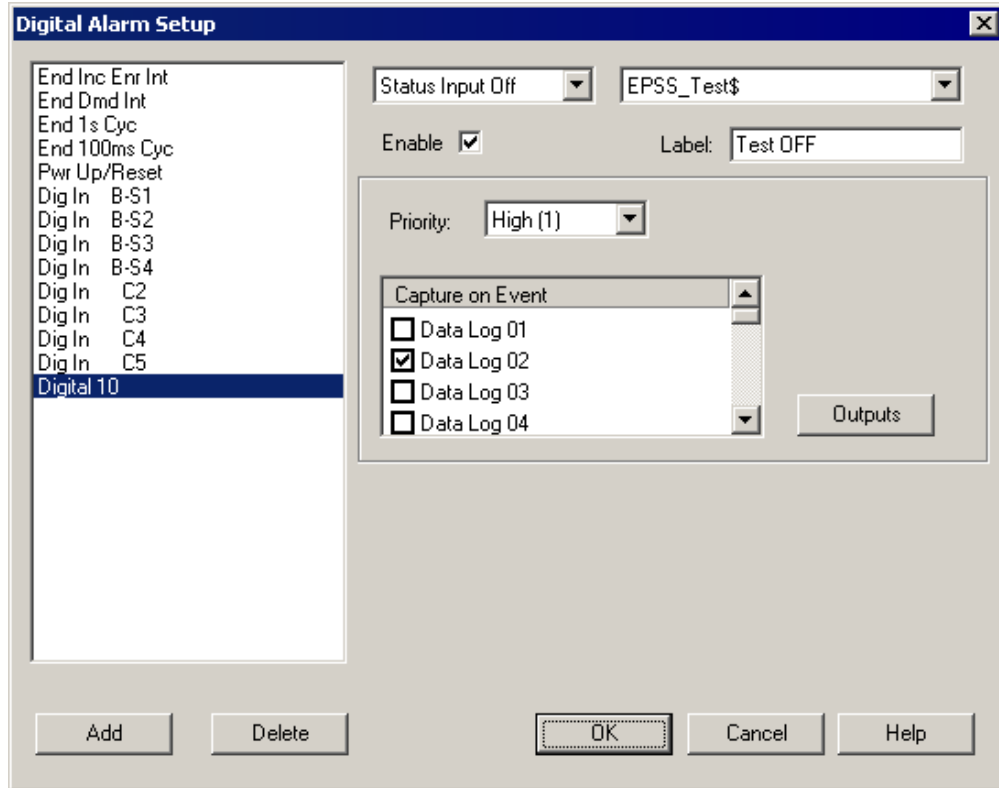 Digital Alarm Setup
End Inc Enr Int
End Dmd Int
End 1s Cyc
End 100ms Cyc
Pwr Up/Reset
Dig In B-S1
Dig In B-S2
Dig In B-S3
Dig In B-S4
Dig In C2
Dig In C3
Dig In C4
Dig In C5
Digital 10
Status Input Off
EPSS_Test$
Enable
Label: Test OFF
Priority: High (1)
Capture on Event
Data Log 01
Data Log 02
Data Log 03
Data Log 04
Outputs
Add
Delete
OK
Cancel
Help